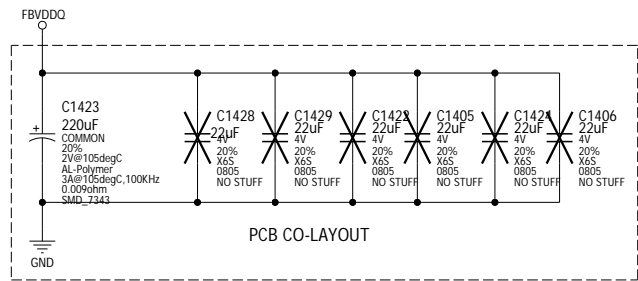 FBVDDQ
C1423
220uF
COMMON
20%
2V@105degC
AL-Polymer
3A@105degC,100KHz
0.009ohm
SMD_7343
C1428
22uF
4V
20%
X6S
0805
NO STUFF
C1429
22uF
4V
20%
X6S
0805
NO STUFF
C1422
22uF
4V
20%
X6S
0805
NO STUFF
C1405
22uF
4V
20%
X6S
0805
NO STUFF
C1424
22uF
4V
20%
X6S
0805
NO STUFF
C1406
22uF
4V
20%
X6S
0805
NO STUFF
GND
PCB CO-LAYOUT